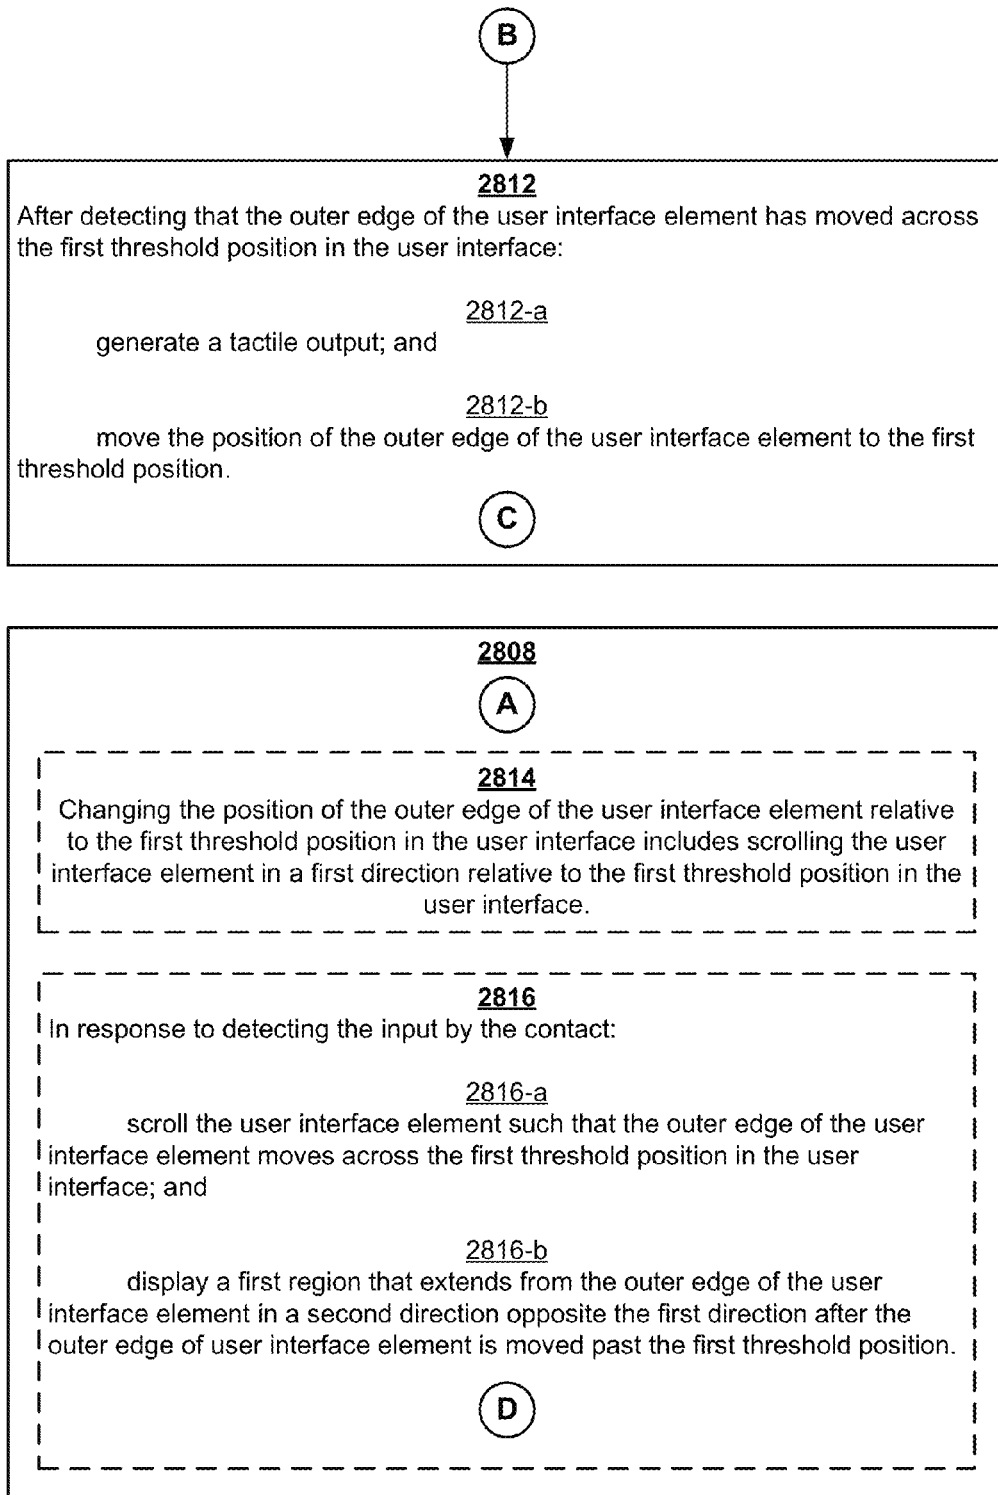 B
2812
After detecting that the outer edge of the user interface element has moved across
the first threshold position in the user interface:
2812-a
generate a tactile output; and
2812-b
move the position of the outer edge of the user interface element to the first
threshold position.
C
2808
A
2814
Changing the position of the outer edge of the user interface element relative
to the first threshold position in the user interface includes scrolling the user
interface element in a first direction relative to the first threshold position in the
user interface.
2816
In response to detecting the input by the contact:
2816-a
scroll the user interface element such that the outer edge of the user
interface element moves across the first threshold position in the user
interface; and
2816-b
display a first region that extends from the outer edge of the user
interface element in a second direction opposite the first direction after the
outer edge of user interface element is moved past the first threshold position.
D